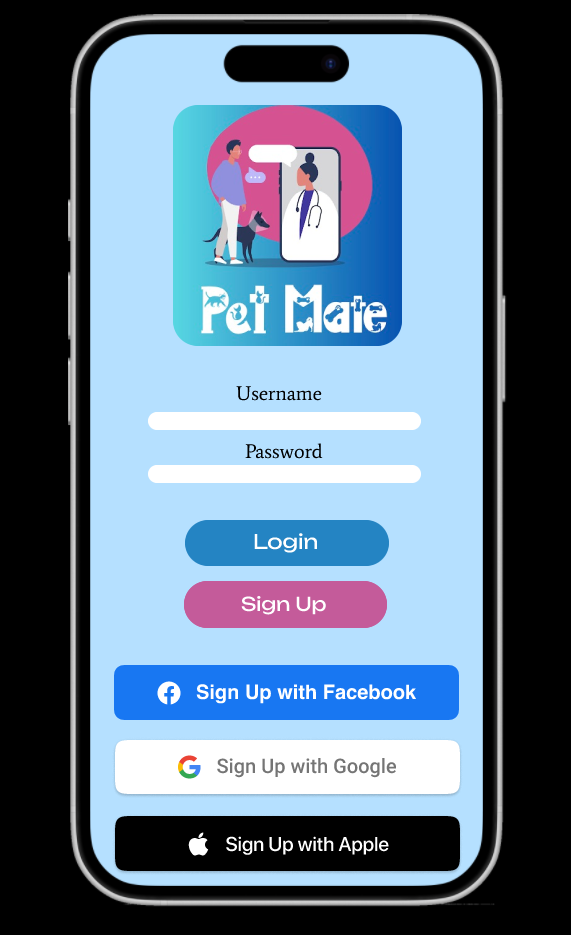 Pet Mate
Username
Password
Login
Sign Up
Sign Up with Facebook
Sign Up with Google
Sign Up with Apple